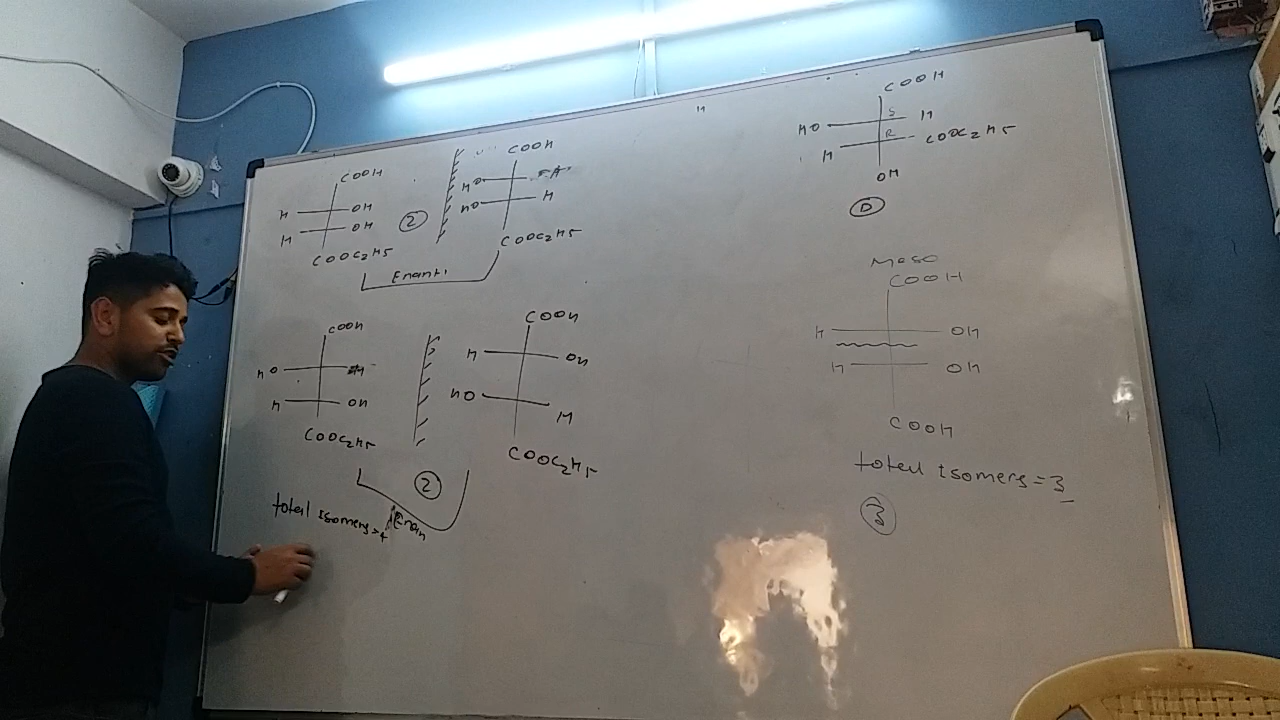 COOH
H OH
H OH
COOC2H5
2
COOH
HO
HO H
COOC2H5
Enanti
COOH
HO
H OH
COOC2H5
COOH
H OH
HO H
COOC2H5
2
total isomers=4
Enan
H
COOH
HO S H
H R COOC2H5
OH
D
Meso
COOH
H OH
H OH
COOH
total isomers=3
3